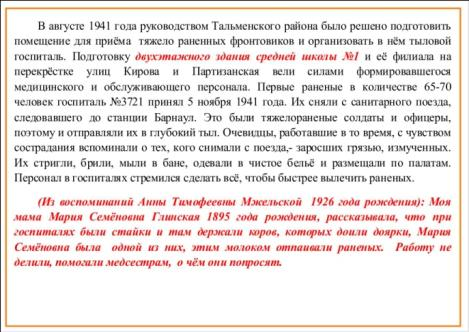 В августе 1941 года руководством Тальменского района было решено подготовить
помещение для приёма тяжело раненных фронтовиков и организовать в нём тыловой
госпиталь. Подготовку двухэтажного здания средней школы №1 и её филиала на
перекрёстке улиц Кирова и Партизанская вели силами формировавшегося
медицинского и обслуживающего персонала. Первые раненые в количестве 65-70
человек госпиталь №3721 принял 5 ноября 1941 года. Их сняли с санитарного поезда,
следовавшего до станции Барнаул. Это были тяжелораненые солдаты и офицеры,
поэтому и отправляли их в глубокий тыл. Очевидцы, работавшие в то время, с чувством
сострадания вспоминали о тех, кого снимали с поезда,- заросших грязью, измученных.
Их стригли, брили, мыли в бане, одевали в чистое бельё и размещали по палатам.
Персонал в госпиталях стремился сделать всё, чтобы быстрее вылечить раненых.
(Из воспоминаний Анны Тимофеевны Мжельской 1926 года рождения): Моя
мама Мария Семёновна Глинская 1895 года рождения, рассказывала, что при
госпиталях были стайки и там держали коров, которых доили доярки, Мария
Семёновна была одной из них, этим молоком отпаивали раненых. Работу не
делили, помогали медсестрам, о чём они попросят.